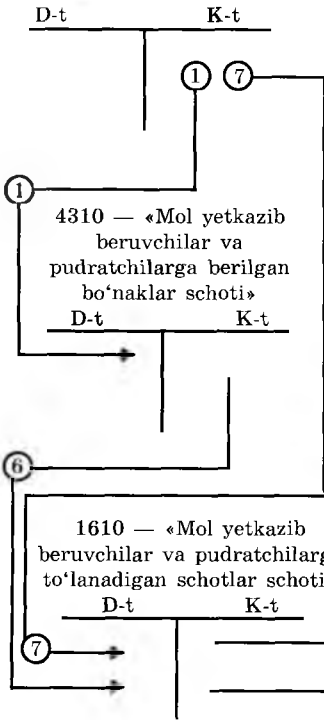 D-t K-t
1 7
1
4310 — «Mol yetkazib
beruvchilar va
pudratchilarga berilgan
bo‘naklar schoti»
D-t K-t
6
1610 — «Mol yetkazib
beruvchilar va pudratchilarg
to‘lanadigan schotlar schoti
D-t K-t
7